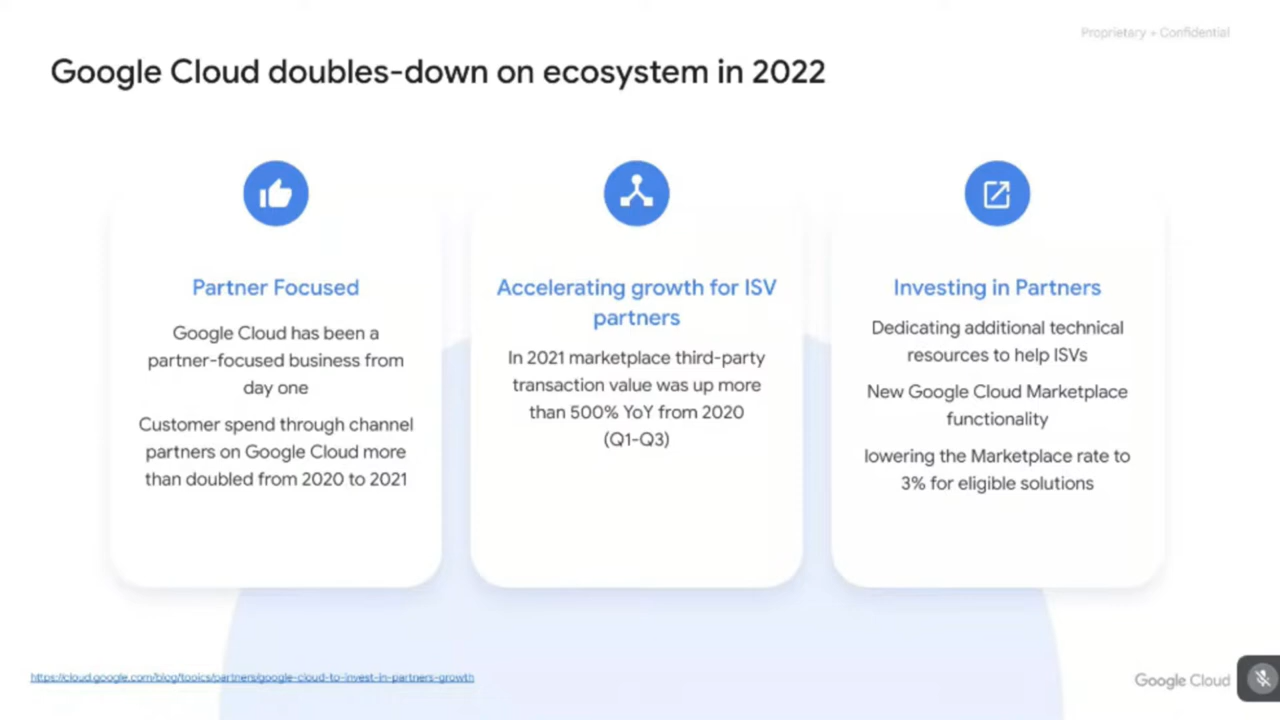 Proprietary + Confidential
Google Cloud doubles-down on ecosystem in 2022
Partner Focused
Google Cloud has been a
partner-focused business from
day one
Customer spend through channel
partners on Google Cloud more
than doubled from 2020 to 2021
Accelerating growth for ISV
partners
In 2021 marketplace third-party
transaction value was up more
than 500% YoY from 2020
(Q1-Q3)
Investing in Partners
Dedicating additional technical
resources to help ISVs
New Google Cloud Marketplace
functionality
lowering the Marketplace rate to
3% for eligible solutions
https://cloud.google.com/blog/topics/partners/google-cloud-to-invest-in-partners-growth
Google Cloud